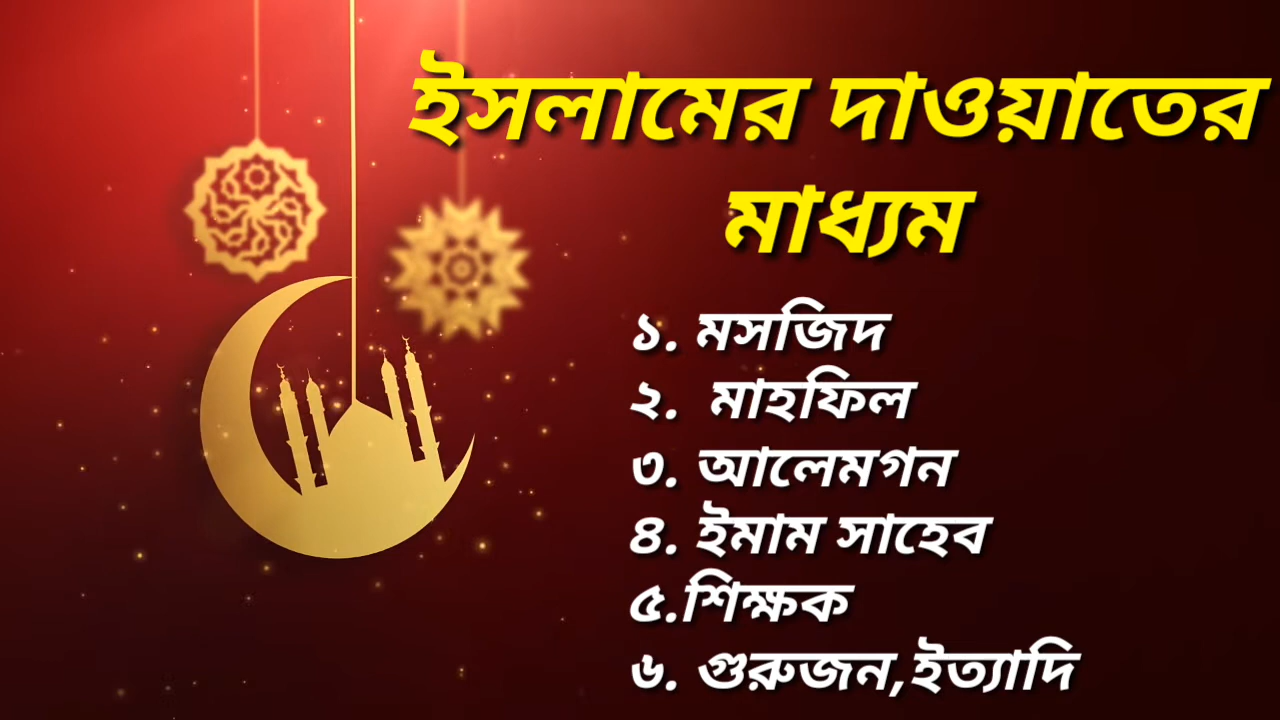 ইসলামের দাওয়াতের
মাধ্যম
১. মসজিদ
২. মাহফিল
৩. আলেমগন
৪. ইমাম সাহেব
৫.শিক্ষক
৬. গুরুজন,ইত্যাদি